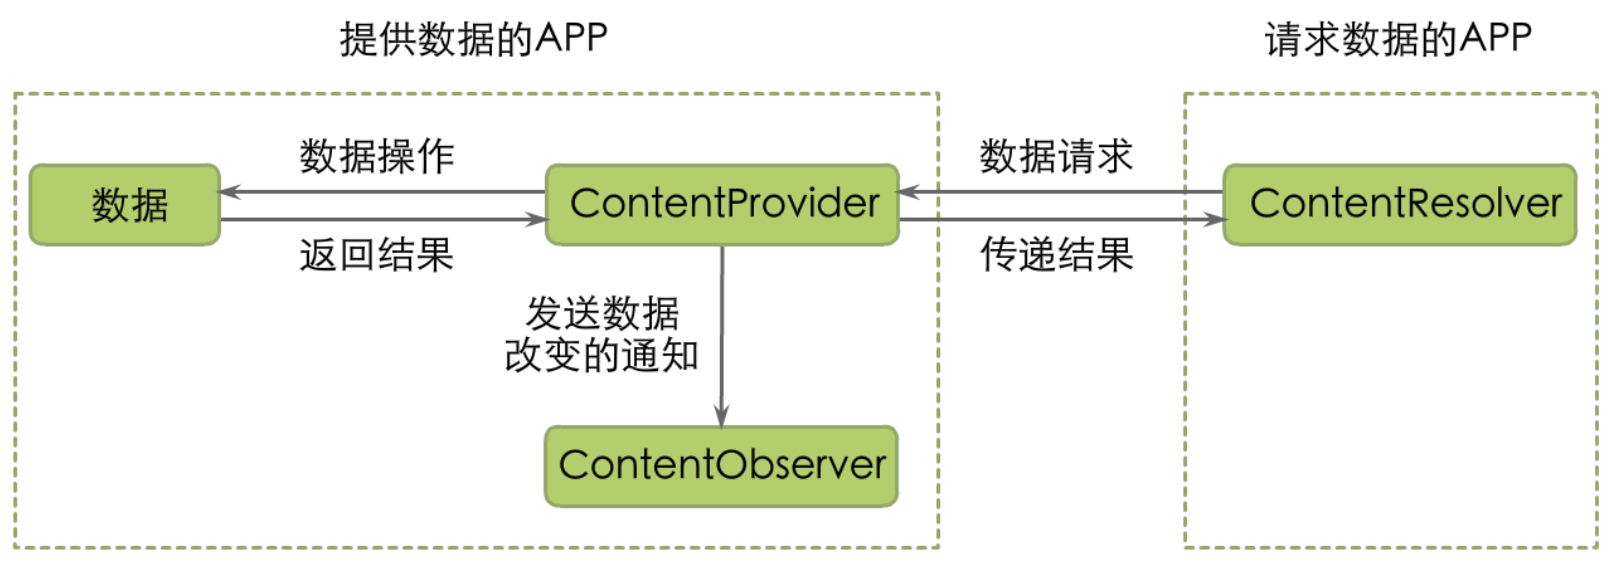 提供数据的APP
请求数据的APP
数据操作
数据请求
数据
ContentProvider
ContentResolver
返回结果
传递结果
发送数据
改变的通知
ContentObserver